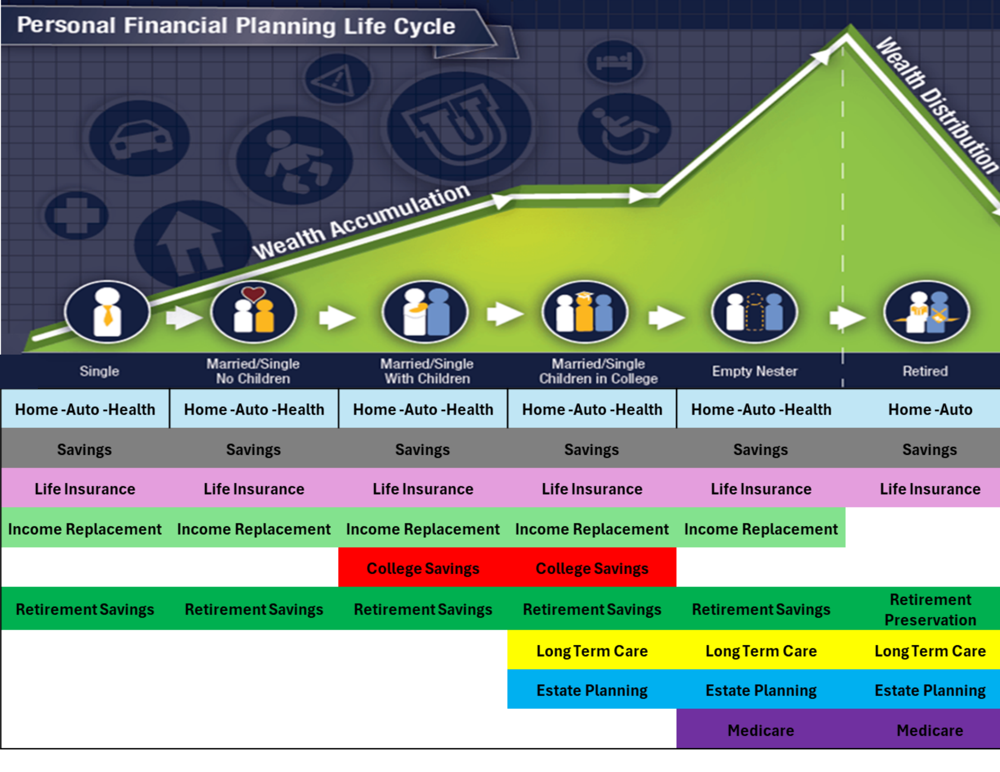 Personal Financial Planning Life Cycle
Wealth Accumulation
Wealth Distribution
U
Single
Married/Single
No Children
Married/Single
With Children
Married/Single
Children in College
Empty Nester
Retired
Home -Auto -Health Home -Auto -Health Home -Auto -Health Home -Auto -Health Home -Auto -Health Home -Auto
Savings Savings Savings Savings Savings Savings
Life Insurance Life Insurance Life Insurance Life Insurance Life Insurance Life Insurance
Income Replacement Income Replacement Income Replacement Income Replacement Income Replacement
College Savings College Savings
Retirement Savings Retirement Savings Retirement Savings Retirement Savings Retirement Savings Retirement
Preservation
Long Term Care Long Term Care Long Term Care
Estate Planning Estate Planning Estate Planning
Medicare Medicare